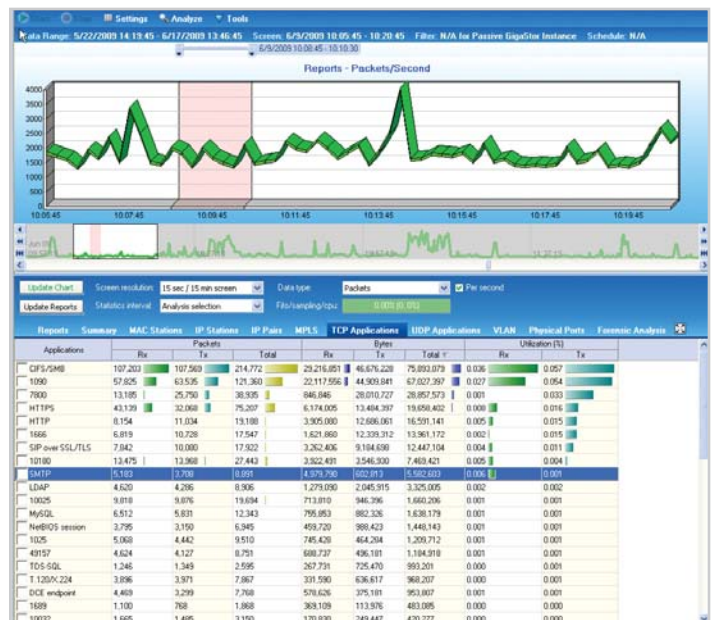 Settings Analyze Tools
Data Range: 5/22/2009 14:19:45 - 6/17/2009 13:46:45 Screen: 6/9/2009 10:05:45 - 10:20:45 Filter: N/A for Passive GigaStor Instance Schedule: N/A
6/9/2009 10:08:45 - 10:10:30
Reports - Packets/Second
4000
3500
3000
2500
2000
1500
1000
500
0
10:05:45 10:07:45 10:09:45 10:11:45 10:13:45 10:15:45 10:17:45 10:19:45
Update Chart Screen resolution: 15 sec / 15 min screen Data type: Packets Per second
Update Reports Statistics interval: Analysis selection
Reports Summary MAC Stations IP Stations IP Pairs MPLS TCP Applications UDP Applications VLAN Physical Ports Forensic Analysis
Applications Packets Bytes Utilization (%)
Rx Tx Total Rx Tx Total Rx Tx
CIFS/SMB 107,203 107,569 214,772 29,216,851 46,676,228 75,893,079 0.036 0.057
1090 57,825 63,535 121,360 22,117,556 44,909,841 67,027,397 0.027 0.054
7800 13,185 25,750 38,935 846,846 28,010,727 28,857,573 0.001 0.033
HTTPS 43,139 32,068 75,207 6,174,005 13,484,397 19,658,402 0.008 0.016
HTTP 8,154 11,034 19,188 3,905,080 12,686,061 16,591,141 0.005 0.015
1666 6,819 10,728 17,547 1,621,860 12,339,312 13,961,172 0.002 0.015
SIP over SSL/TLS 7,842 10,080 17,922 3,262,406 9,184,698 12,447,104 0.004 0.011
10180 13,475 13,968 27,443 3,922,491 3,546,930 7,469,421 0.005 0.004
SMTP 5,183 3,708 8,891 4,979,790 602,813 5,582,603 0.006 0.001
LDAP 4,620 4,286 8,906 1,279,090 2,045,915 3,325,005 0.002 0.002
10025 9,818 9,876 19,694 713,810 946,396 1,660,206 0.001 0.001
MySQL 6,512 5,831 12,343 755,853 882,326 1,638,179 0.001 0.001
NetBIOS session 3,795 3,150 6,945 459,720 988,423 1,448,143 0.001 0.001
1025 5,068 4,442 9,510 745,428 464,284 1,209,712 0.001 0.001
49157 4,624 4,127 8,751 688,737 496,181 1,184,918 0.001 0.001
TDS-SQL 1,246 1,349 2,595 267,731 725,470 993,201 0.000 0.001
T.120/X.224 3,896 3,971 7,867 331,590 636,617 968,207 0.000 0.001
DCE endpoint 4,469 3,299 7,768 578,626 375,181 953,807 0.001 0.001
1689 1,100 768 1,868 369,109 113,976 483,085 0.000 0.000
10032 1,665 1,485 3,150 170,830 249,447 420,277 0.000 0.000